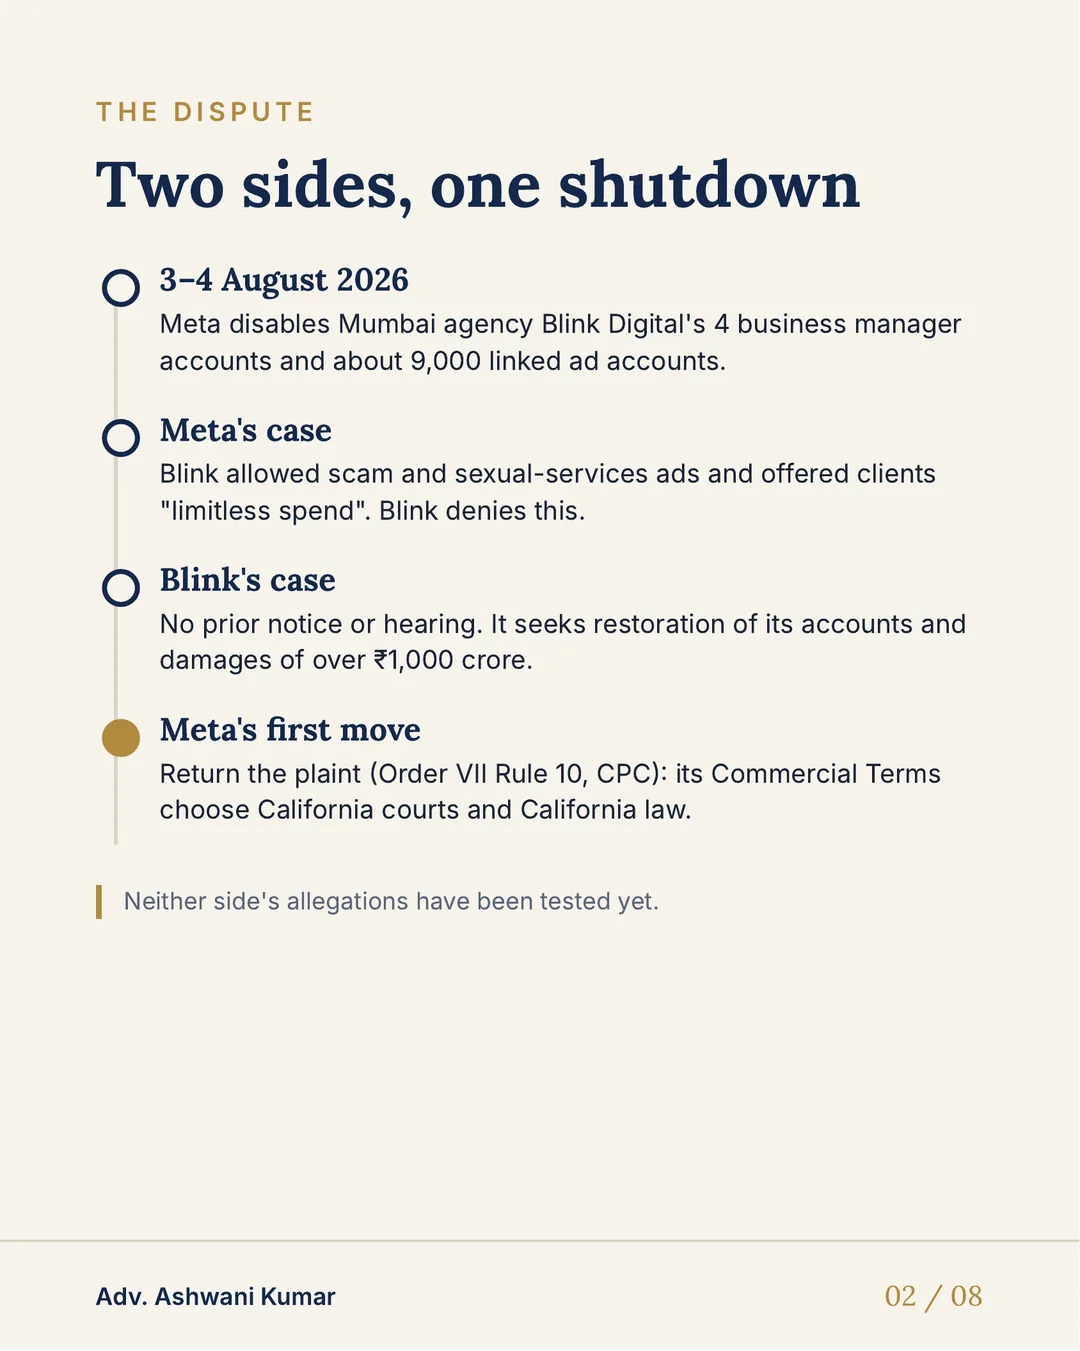 THE DISPUTE
Two sides, one shutdown
3–4 August 2026
Meta disables Mumbai agency Blink Digital's 4 business manager
accounts and about 9,000 linked ad accounts.
Meta's case
Blink allowed scam and sexual-services ads and offered clients
"limitless spend". Blink denies this.
Blink's case
No prior notice or hearing. It seeks restoration of its accounts and
damages of over ₹1,000 crore.
Meta's first move
Return the plaint (Order VII Rule 10, CPC): its Commercial Terms
choose California courts and California law.
Neither side's allegations have been tested yet.
Adv. Ashwani Kumar
02 / 08